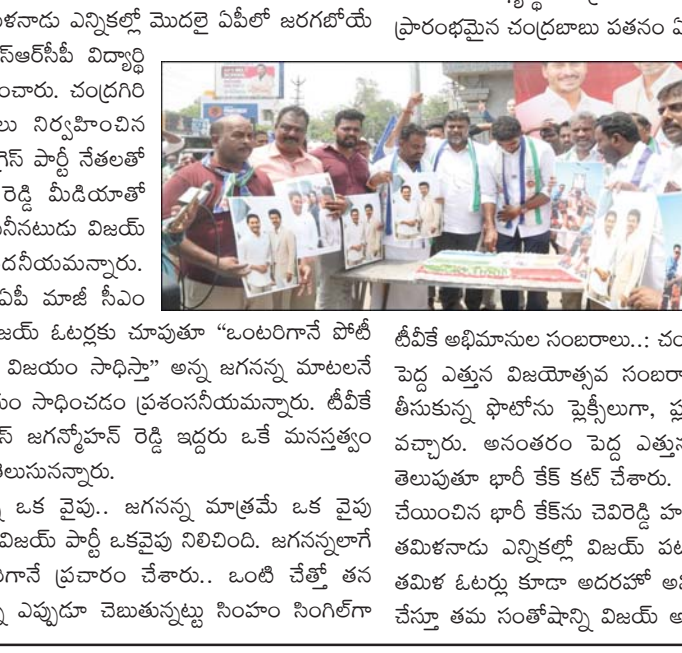 ళనాడు ఎన్నికల్లో మొదలై ఏపీలో జరగబోయే
ఎస్ఆర్‌సీపీ విద్యార్థి
ంచారు. చంద్రగిరి
లు నిర్వహించిన
గ్రెస్ పార్టీ నేతలతో
రెడ్డి మీడియాతో
నీనటుడు విజయ్
దనీయమన్నారు.
ఏపీ మాజీ సీఎం
జయ్ ఓటర్లకు చూపుతూ “ఒంటరిగానే పోటీ
విజయం సాధిస్తా” అన్న జగనన్న మాటలనే
ం సాధించడం ప్రశంసనీయమన్నారు. టీవీకే
స్ జగన్మోహన్ రెడ్డి ఇద్దరు ఒకే మనస్తత్వం
తెలుసునన్నారు.
ఒక వైపు.. జగనన్న మాత్రమే ఒక వైపు
విజయ్ పార్టీ ఒకవైపు నిలిచింది. జగనన్నలాగే
రిగానే ప్రచారం చేశారు.. ఒంటి చేత్తో తన
ఎప్పుడూ చెబుతున్నట్టు సింహం సింగిల్‌గా
ప్రారంభమైన చంద్రబాబు పతనం ఏ
టీవీకే అభిమానుల సంబరాలు..: చం
పెద్ద ఎత్తున విజయోత్సవ సంబరా
తీసుకున్న ఫొటోను ప్లెక్సీలుగా, ప్ల
వచ్చారు. అనంతరం పెద్ద ఎత్తున
తెలుపుతూ భారీ కేక్ కట్ చేశారు.
చేయించిన భారీ కేక్‌ను చెవిరెడ్డి హ
తమిళనాడు ఎన్నికల్లో విజయ్ పట
తమిళ ఓటర్లు కూడా అదరహో అ
చేస్తూ తమ సంతోషాన్ని విజయ్ అ